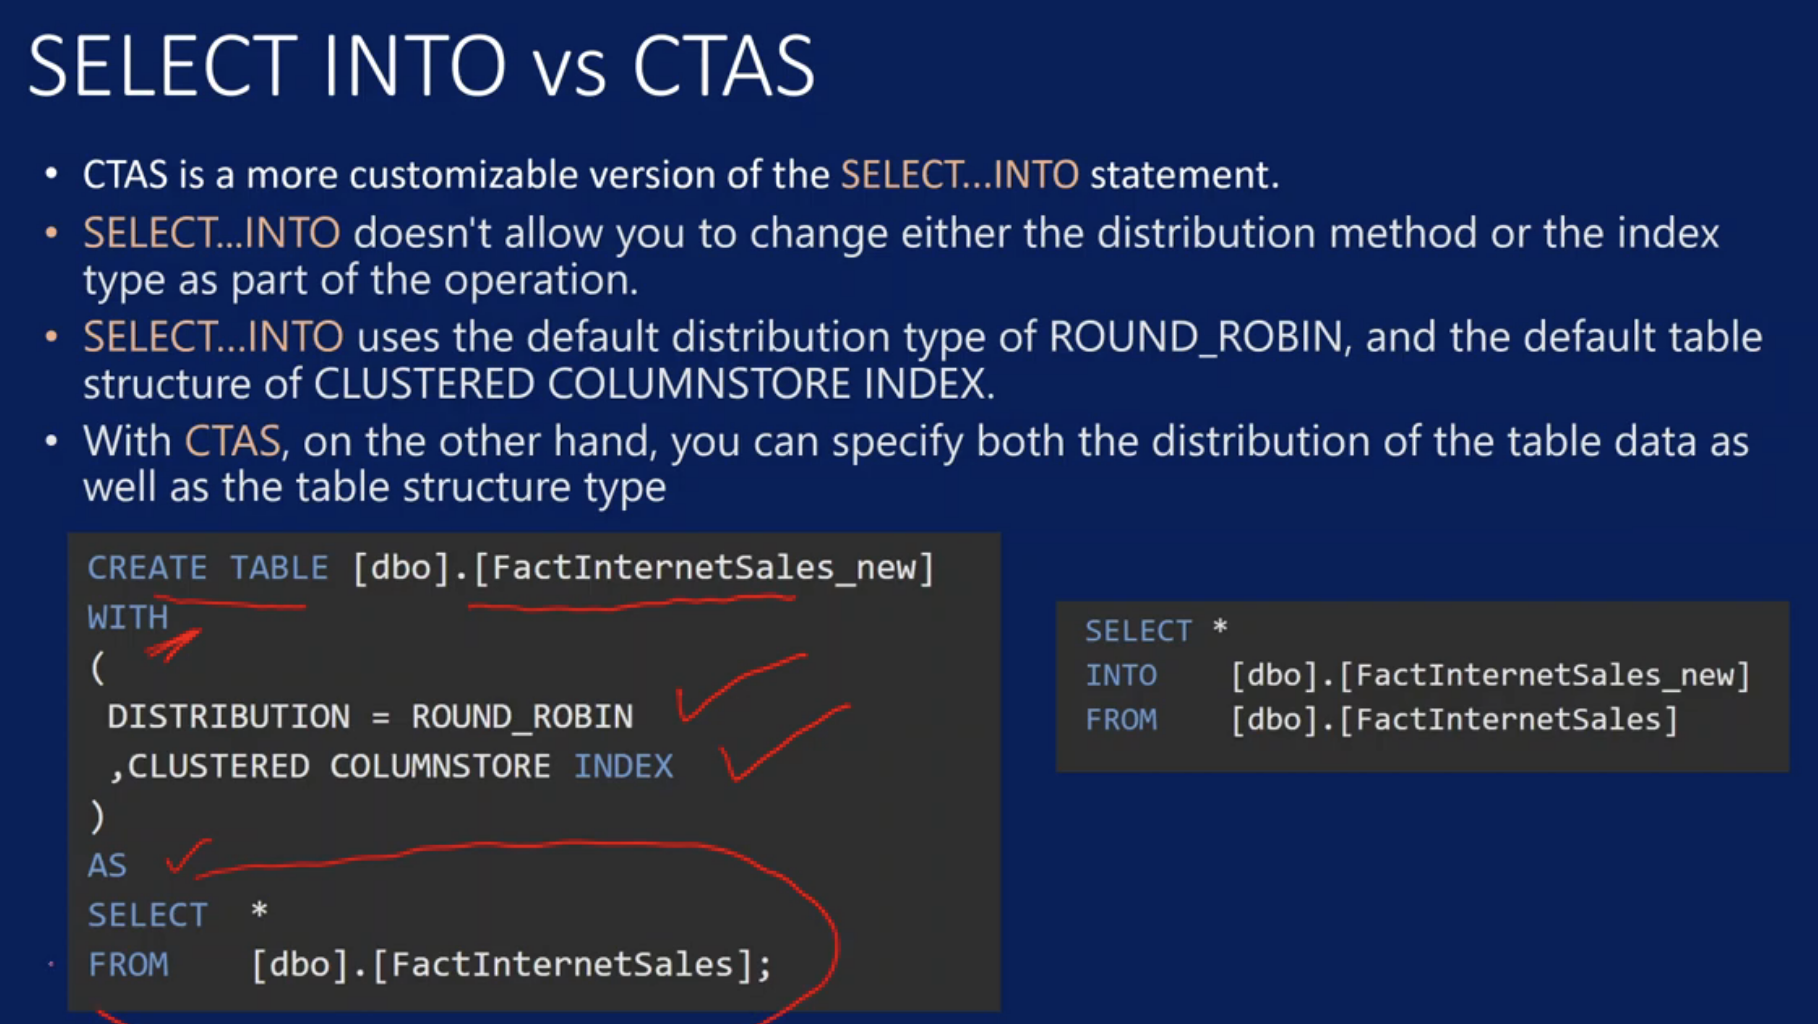 SELECT INTO vs CTAS
• CTAS is a more customizable version of the SELECT...INTO statement.
• SELECT...INTO doesn't allow you to change either the distribution method or the index
type as part of the operation.
• SELECT...INTO uses the default distribution type of ROUND_ROBIN, and the default table
structure of CLUSTERED COLUMNSTORE INDEX.
• With CTAS, on the other hand, you can specify both the distribution of the table data as
well as the table structure type
CREATE TABLE [dbo].[FactInternetSales_new]
WITH
(
DISTRIBUTION = ROUND_ROBIN
,CLUSTERED COLUMNSTORE INDEX
)
AS
SELECT *
FROM [dbo].[FactInternetSales];
SELECT *
INTO [dbo].[FactInternetSales_new]
FROM [dbo].[FactInternetSales]